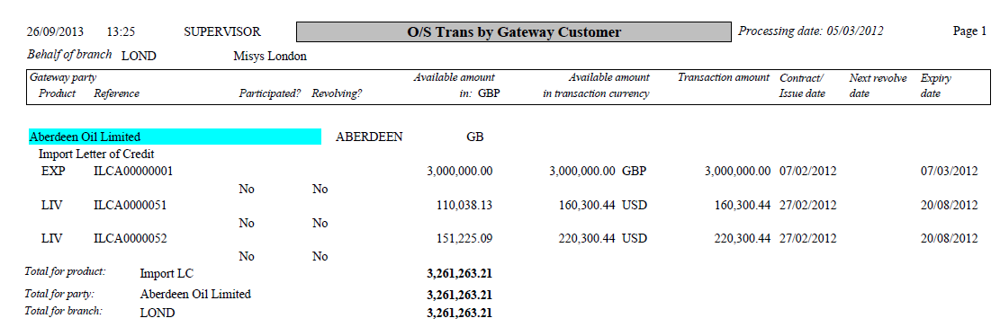 26/09/2013 13:25 SUPERVISOR O/S Trans by Gateway Customer Processing date: 05/03/2012 Page 1
Behalf of branch LOND Misys London
Gateway party Available amount Available amount Transaction amount Contract/ Next revolve Expiry
Product Reference Participated? Revolving? in: GBP in transaction currency Issue date date date
Aberdeen Oil Limited ABERDEEN GB
Import Letter of Credit
EXP ILCA00000001 3,000,000.00 3,000,000.00 GBP 3,000,000.00 07/02/2012 07/03/2012
No No
LIV ILCA0000051 110,038.13 160,300.44 USD 160,300.44 27/02/2012 20/08/2012
No No
LIV ILCA0000052 151,225.09 220,300.44 USD 220,300.44 27/02/2012 20/08/2012
No No
Total for product: Import LC 3,261,263.21
Total for party: Aberdeen Oil Limited 3,261,263.21
Total for branch: LOND 3,261,263.21